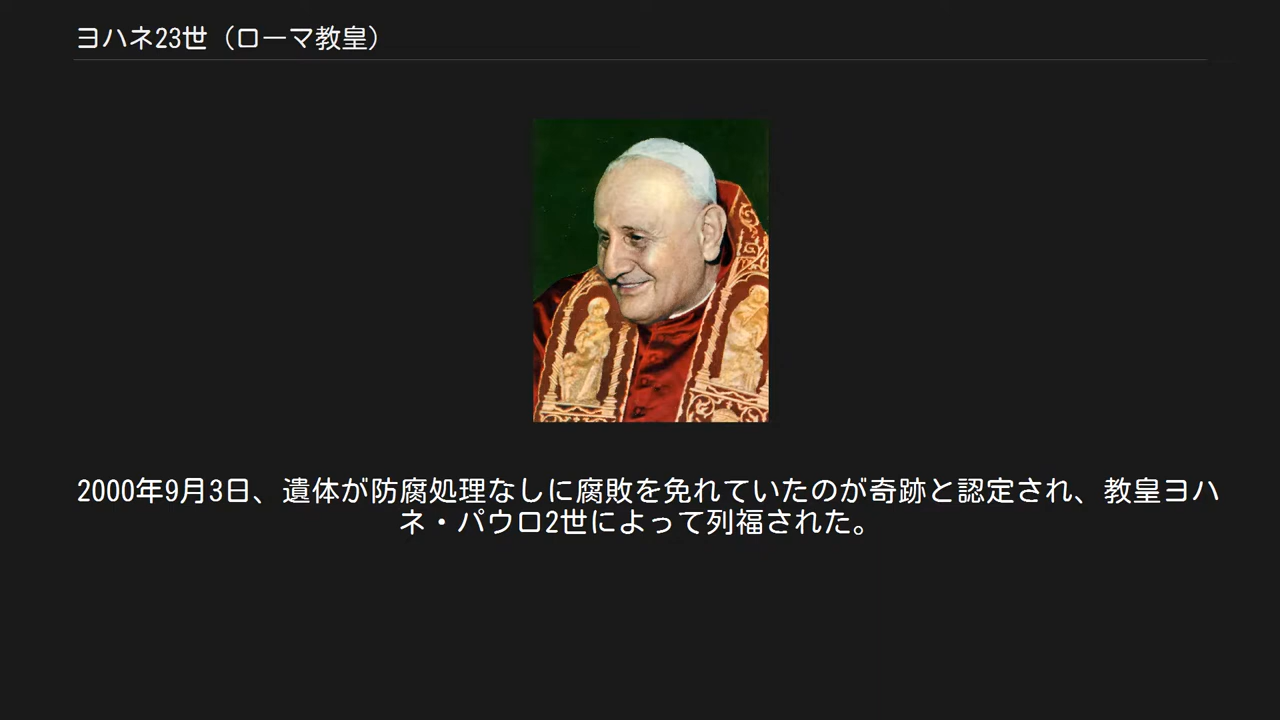 ヨハネ23世（ローマ教皇）
2000年9月3日、遺体が防腐処理なしに腐敗を免れていたのが奇跡と認定され、教皇ヨハ
ネ・パウロ2世によって列福された。